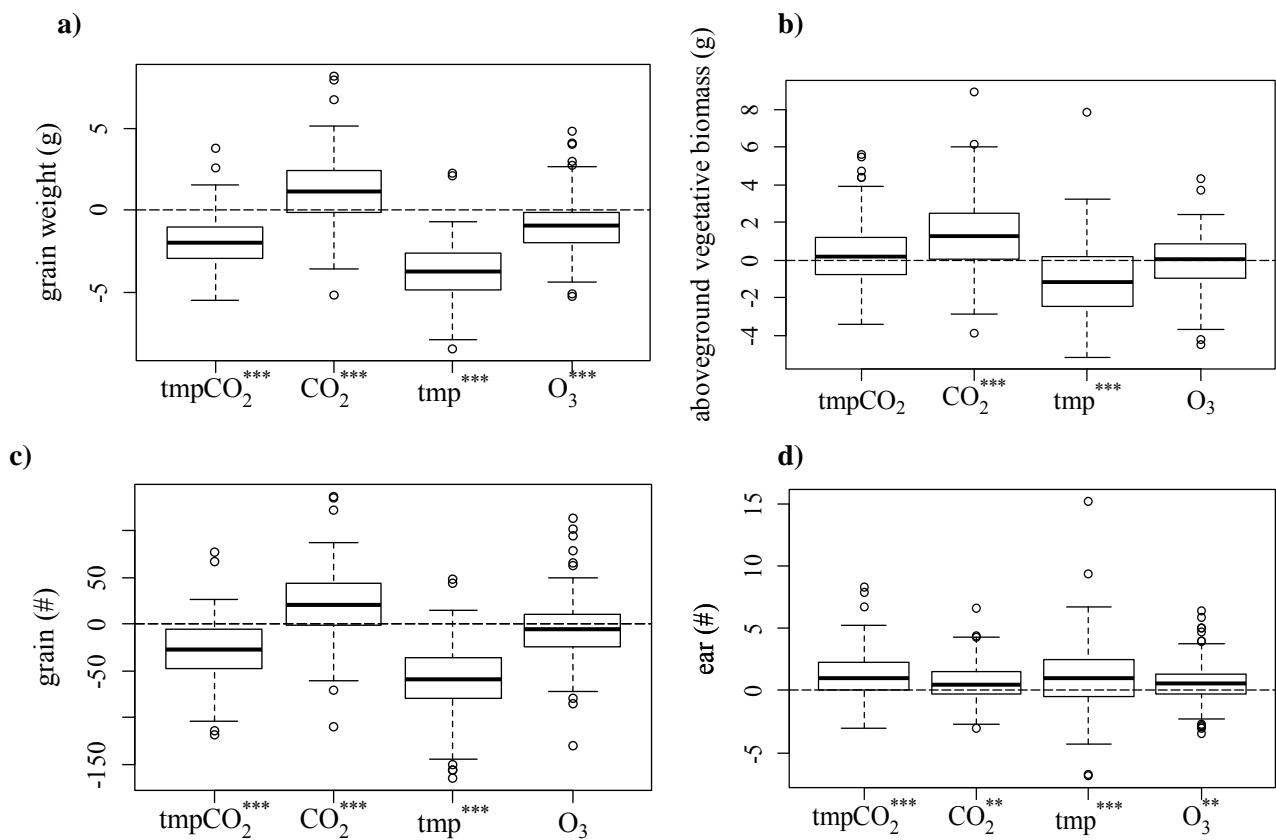 a)
grain weight (g)
5
0
-5
tmpCO2*** CO2*** tmp*** O3***
b)
aboveground vegetative biomass (g)
8
6
4
2
0
-2
-4
tmpCO2 CO2*** tmp*** O3
c)
grain (#)
50
0
-50
-150
tmpCO2*** CO2*** tmp*** O3
d)
ear (#)
15
10
5
0
-5
tmpCO2*** CO2** tmp*** O3**